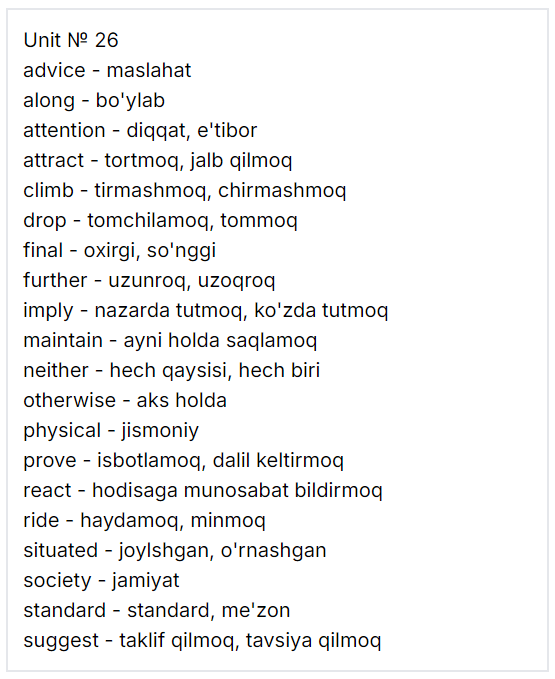 Unit № 26
advice - maslahat
along - bo'ylab
attention - diqqat, e'tibor
attract - tortmoq, jalb qilmoq
climb - tirmashmoq, chirmashmoq
drop - tomchilamoq, tommoq
final - oxirgi, so'nggi
further - uzunroq, uzoqroq
imply - nazarda tutmoq, ko'zda tutmoq
maintain - ayni holda saqlamoq
neither - hech qaysisi, hech biri
otherwise - aks holda
physical - jismoniy
prove - isbotlamoq, dalil keltirmoq
react - hodisaga munosabat bildirmoq
ride - haydamoq, minmoq
situated - joylshgan, o'rnashgan
society - jamiyat
standard - standard, me'zon
suggest - taklif qilmoq, tavsiya qilmoq